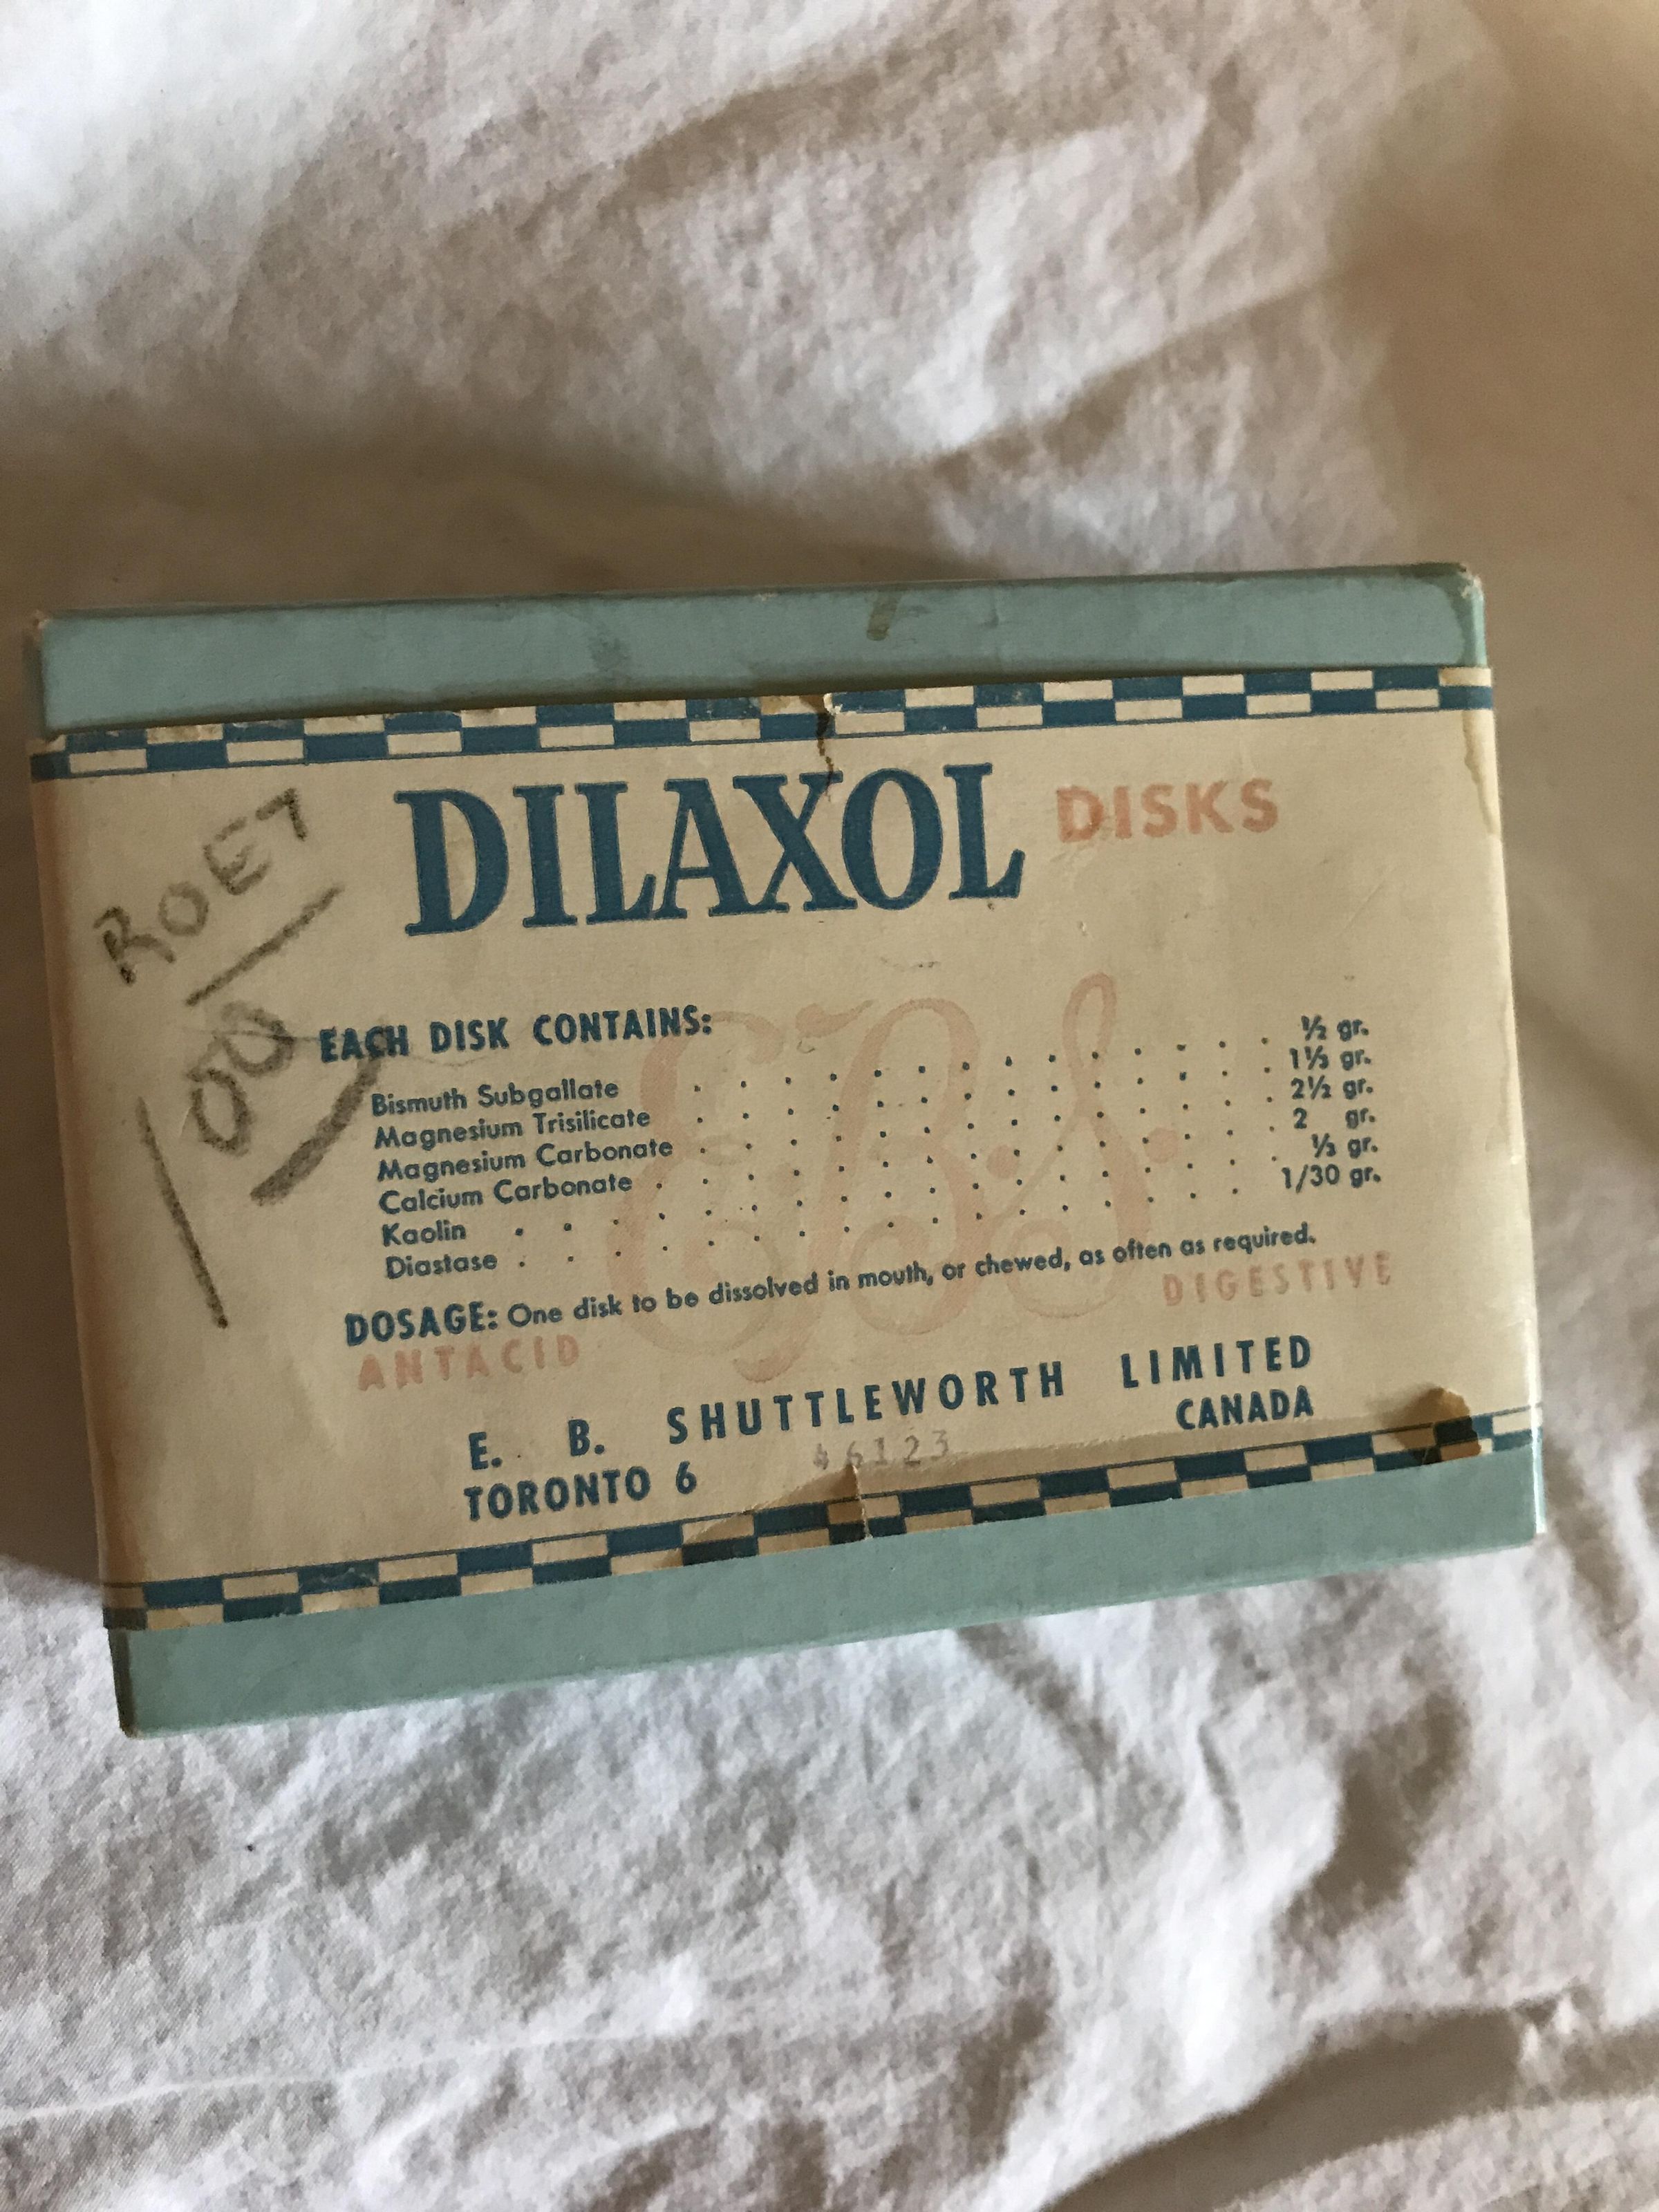 DILAXOL DISKS
ROET
100
EACH DISK CONTAINS:
Bismuth Subgallate . . . . . . . . . . . . . ½ gr.
Magnesium Trisilicate . . . . . . . . . . . . . 1⅓ gr.
Magnesium Carbonate . . . . . . . . . . . . . 2½ gr.
Calcium Carbonate . . . . . . . . . . . . . . 2 gr.
Kaolin . . . . . . . . . . . . . . . . . ⅓ gr.
Diastase . . . . . . . . . . . . . . . . 1/30 gr.
DOSAGE: One disk to be dissolved in mouth, or chewed, as often as required.
ANTACID DIGESTIVE
E. B. S.
E. B. SHUTTLEWORTH LIMITED
TORONTO 6 CANADA
46123